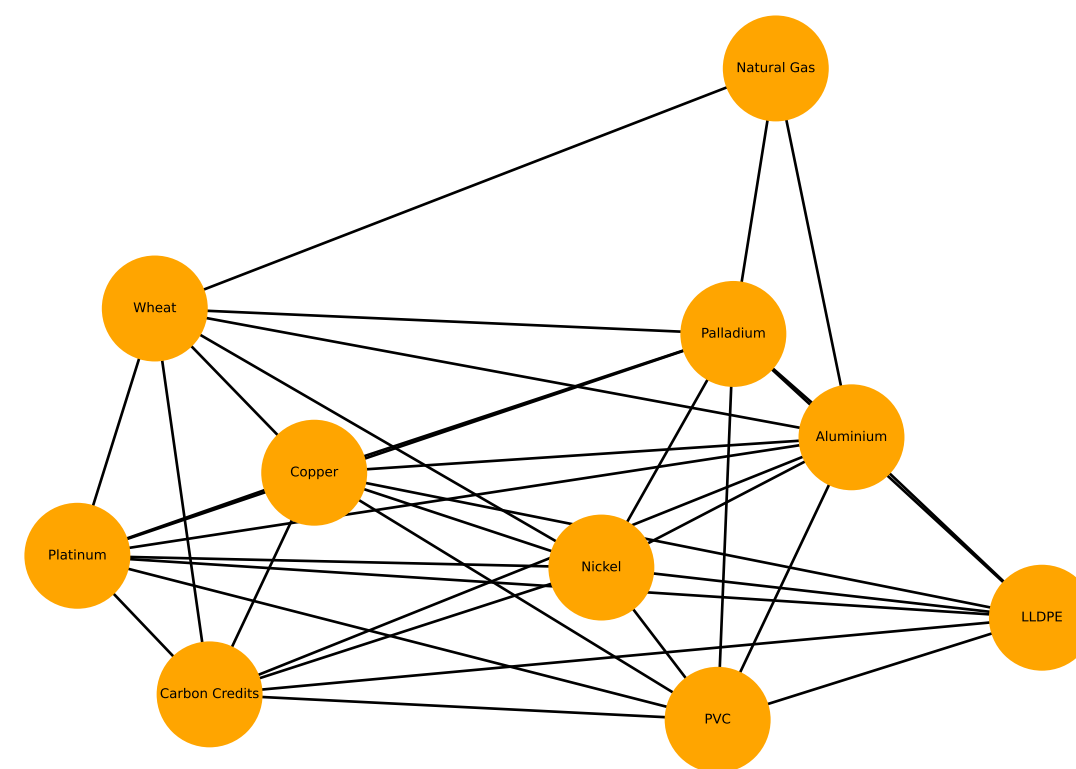 Natural Gas
Wheat
Palladium
Aluminium
Copper
Platinum
Nickel
LLDPE
Carbon Credits
PVC